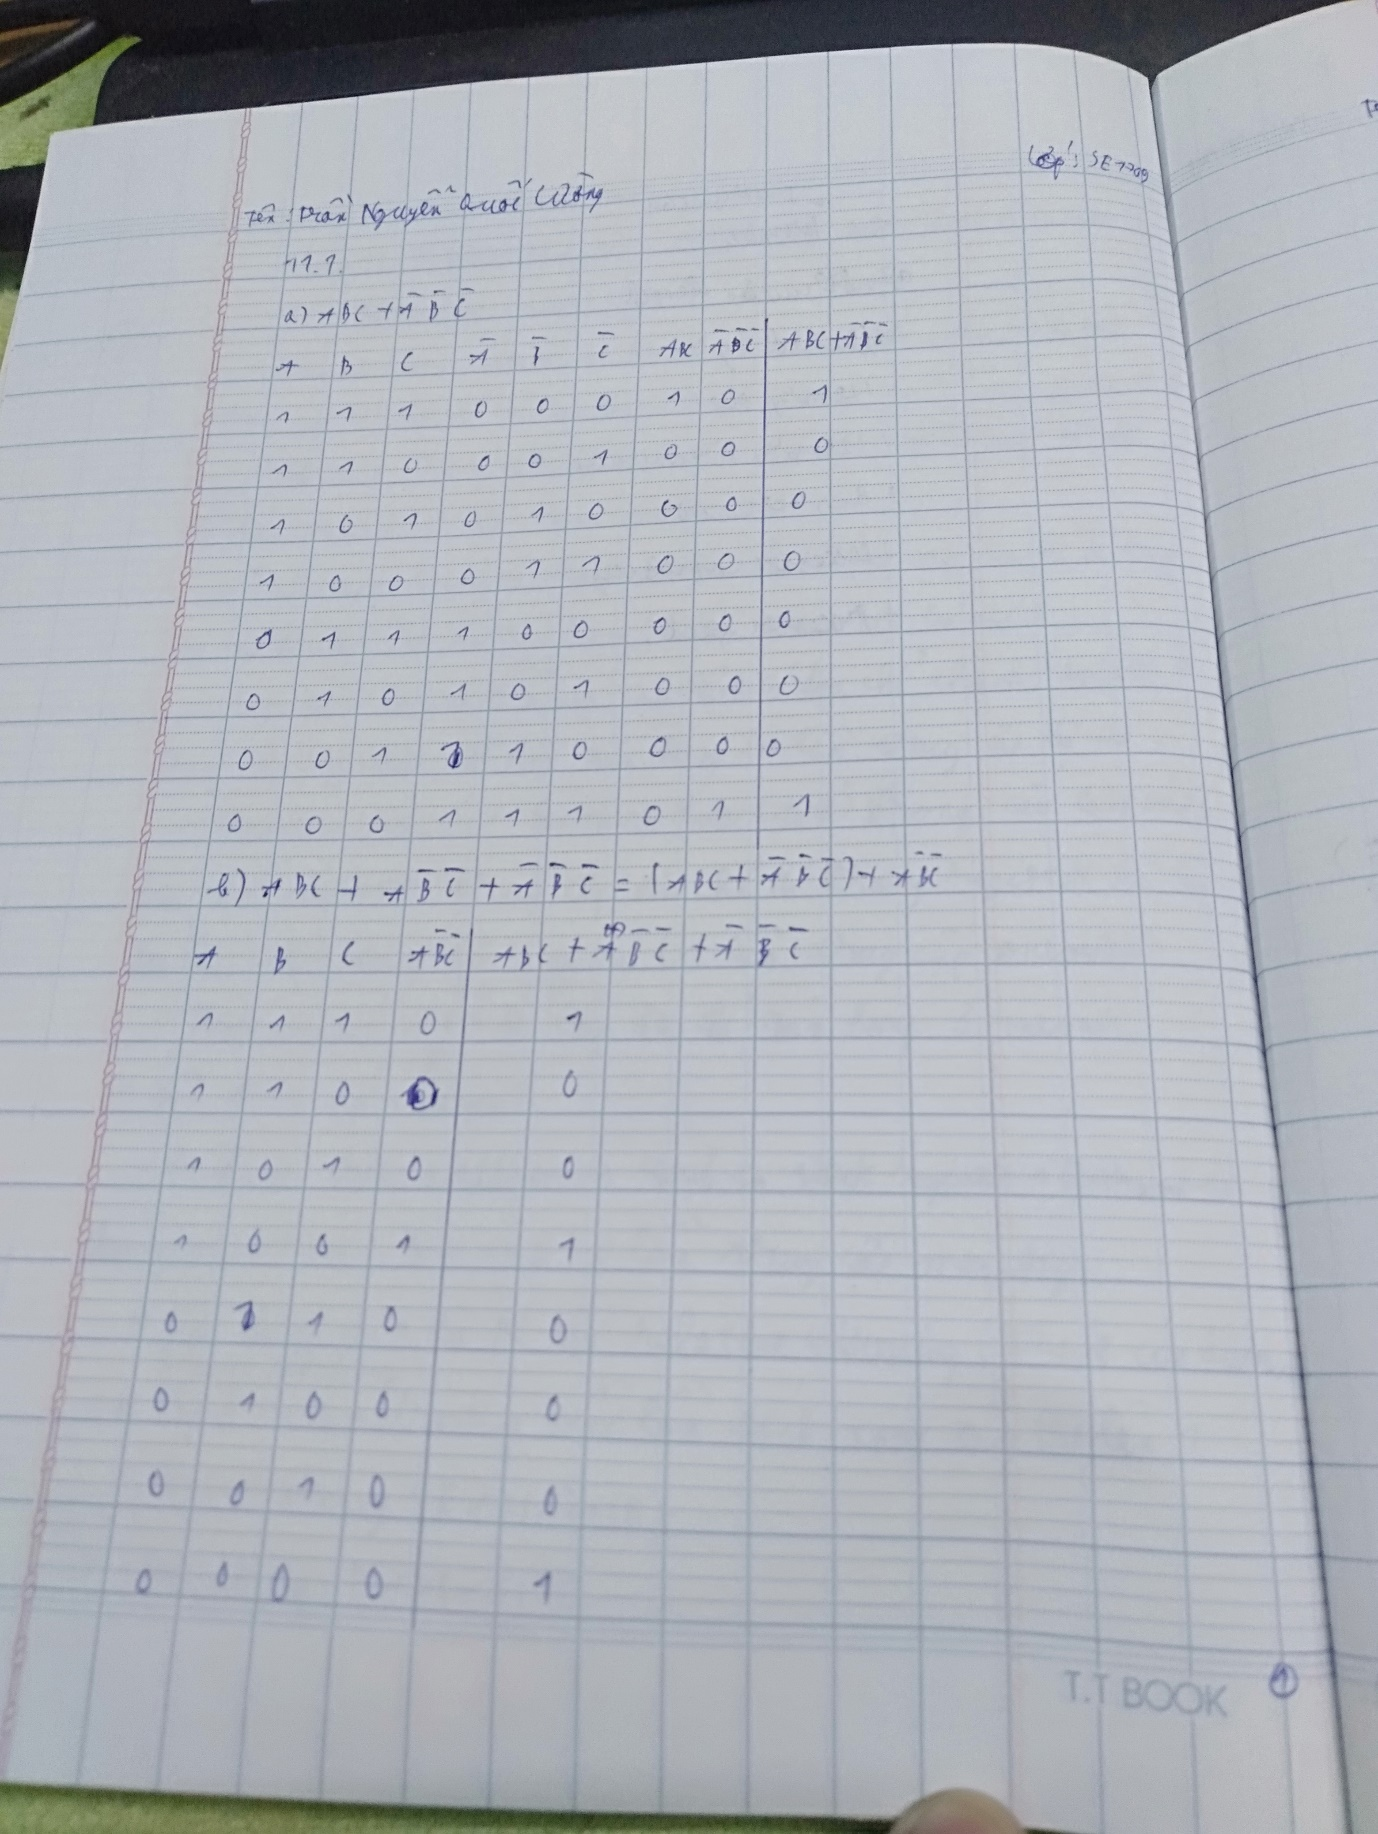 Lớp: SE1709
Tên: Trần Nguyễn Quốc Cường
11.1.
a) ABC + A̅ B̅ C̅
A B C A̅ B̅ C̅ ABC A̅B̅C̅ ABC+A̅B̅C̅
1 1 1 0 0 0 1 0 1
1 1 0 0 0 1 0 0 0
1 0 1 0 1 0 0 0 0
1 0 0 0 1 1 0 0 0
0 1 1 1 0 0 0 0 0
0 1 0 1 0 1 0 0 0
0 0 1 1 1 0 0 0 0
0 0 0 1 1 1 0 1 1
b) ABC + A B̅ C̅ + A̅ B̅ C̅ = (ABC + A̅ B̅ C̅) + A B̅ C̅
A B C AB̅C̅ ABC + A B̅ C̅ + A̅ B̅ C̅
1 1 1 0 1
1 1 0 0 0
1 0 1 0 0
1 0 0 1 1
0 1 1 0 0
0 1 0 0 0
0 0 1 0 0
0 0 0 0 1
T.T BOOK
1